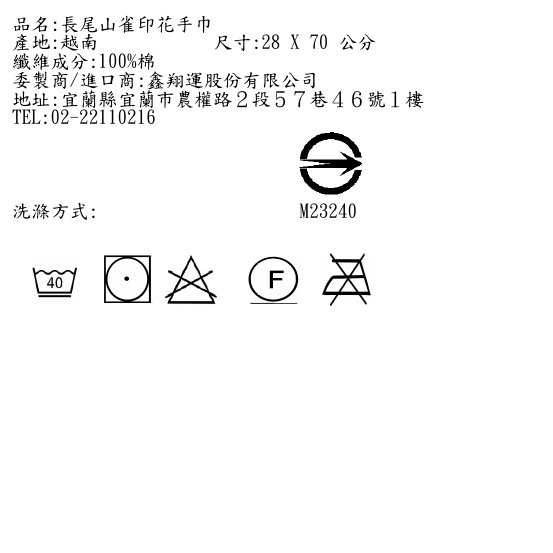 品名:長尾山雀印花手巾
產地:越南 尺寸:28 X 70 公分
纖維成分:100%棉
委製商/進口商:鑫翔運股份有限公司
地址:宜蘭縣宜蘭市農權路２段５７巷４６號１樓
TEL:02-22110216
洗滌方式: M23240
40 F